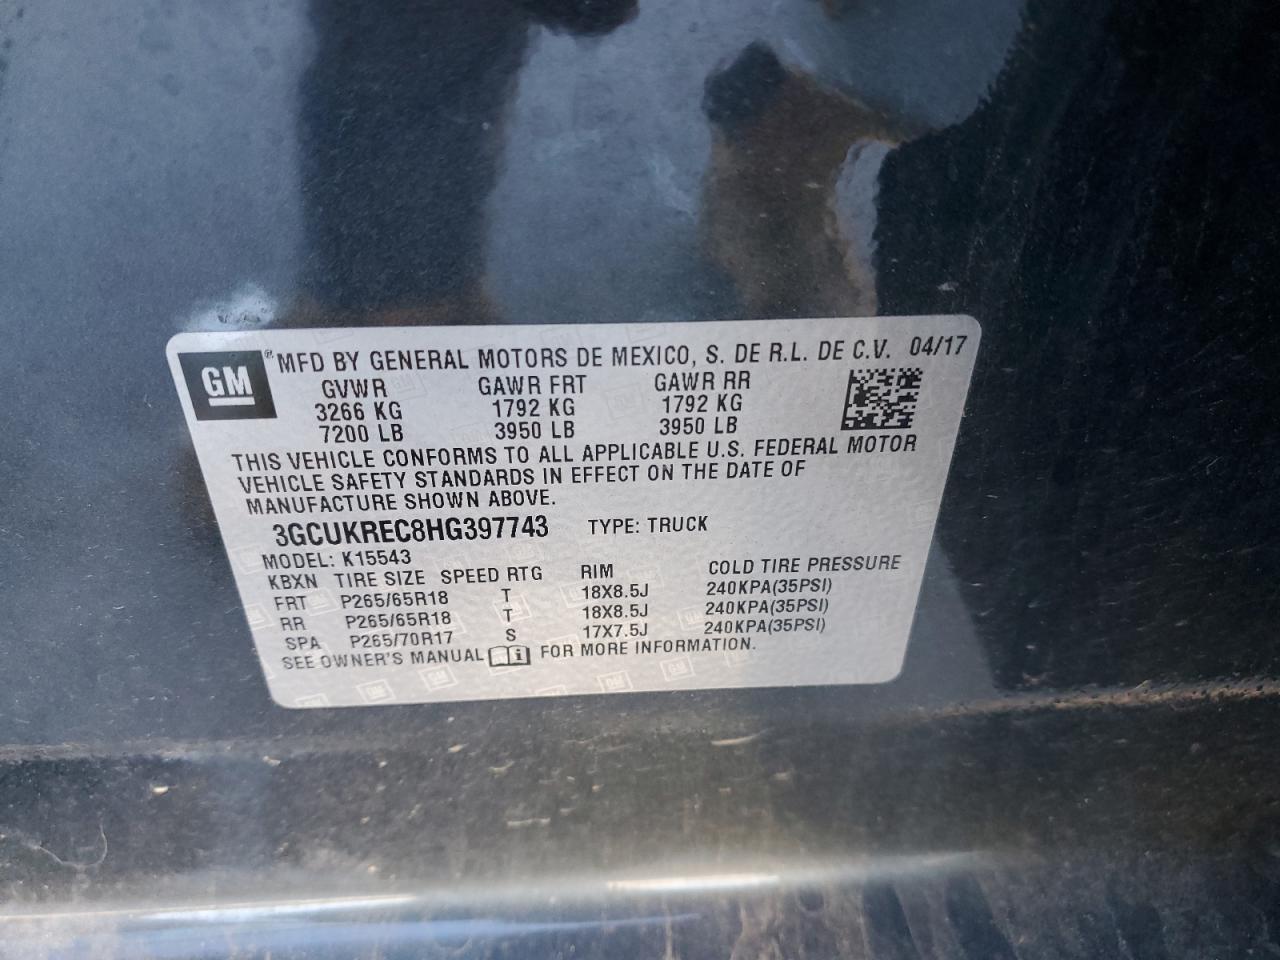 GM ® MFD BY GENERAL MOTORS DE MEXICO, S. DE R.L. DE C.V. 04/17
GVWR GAWR FRT GAWR RR
3266 KG 1792 KG 1792 KG
7200 LB 3950 LB 3950 LB
THIS VEHICLE CONFORMS TO ALL APPLICABLE U.S. FEDERAL MOTOR
VEHICLE SAFETY STANDARDS IN EFFECT ON THE DATE OF
MANUFACTURE SHOWN ABOVE.
3GCUKREC8HG397743 TYPE: TRUCK
MODEL: K15543
KBXN TIRE SIZE SPEED RTG RIM COLD TIRE PRESSURE
FRT P265/65R18 T 18X8.5J 240KPA(35PSI)
RR P265/65R18 T 18X8.5J 240KPA(35PSI)
SPA P265/70R17 S 17X7.5J 240KPA(35PSI)
SEE OWNER'S MANUAL FOR MORE INFORMATION.